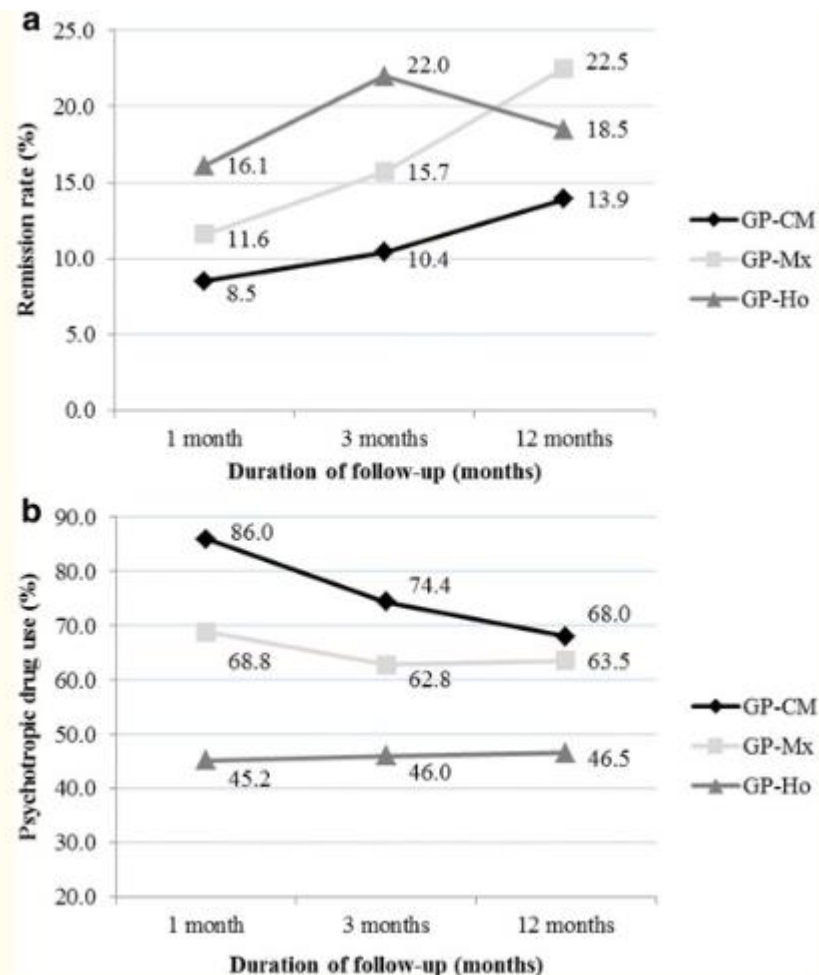 a
25.0
20.0
15.0
10.0
5.0
0.0
Remission rate (%)
22.0
22.5
18.5
16.1
15.7
13.9
11.6
10.4
8.5
GP-CM
GP-Mx
GP-Ho
1 month 3 months 12 months
Duration of follow-up (months)
b
90.0
80.0
70.0
60.0
50.0
40.0
30.0
20.0
Psychotropic drug use (%)
86.0
74.4
68.0
68.8
62.8
63.5
45.2
46.0
46.5
GP-CM
GP-Mx
GP-Ho
1 month 3 months 12 months
Duration of follow-up (months)